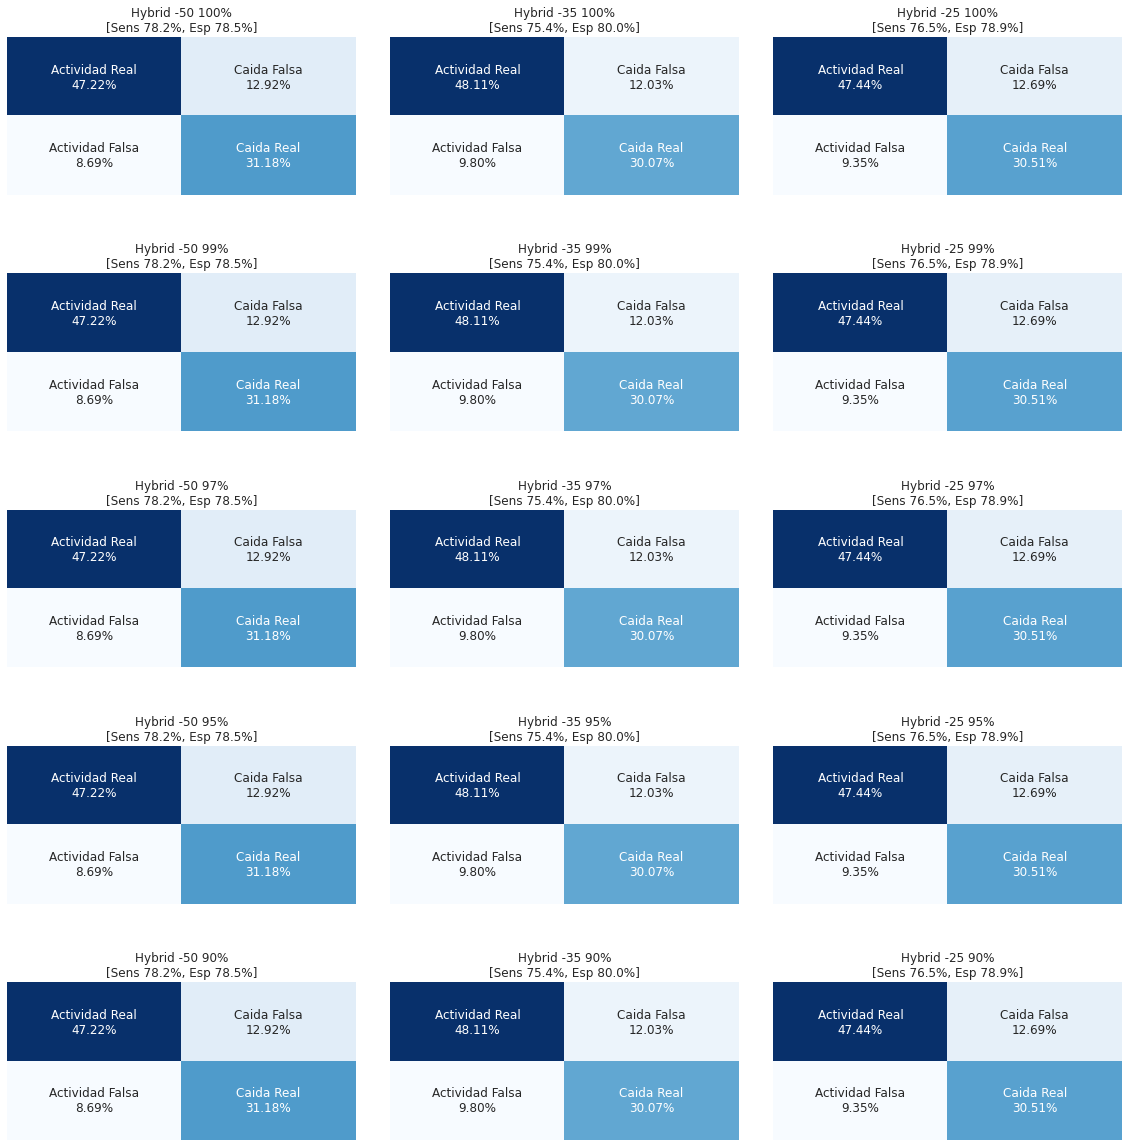 Hybrid -50 100%
[Sens 78.2%, Esp 78.5%]
Actividad Real
47.22%
Caida Falsa
12.92%
Actividad Falsa
8.69%
Caida Real
31.18%
Hybrid -35 100%
[Sens 75.4%, Esp 80.0%]
Actividad Real
48.11%
Caida Falsa
12.03%
Actividad Falsa
9.80%
Caida Real
30.07%
Hybrid -25 100%
[Sens 76.5%, Esp 78.9%]
Actividad Real
47.44%
Caida Falsa
12.69%
Actividad Falsa
9.35%
Caida Real
30.51%
Hybrid -50 99%
[Sens 78.2%, Esp 78.5%]
Actividad Real
47.22%
Caida Falsa
12.92%
Actividad Falsa
8.69%
Caida Real
31.18%
Hybrid -35 99%
[Sens 75.4%, Esp 80.0%]
Actividad Real
48.11%
Caida Falsa
12.03%
Actividad Falsa
9.80%
Caida Real
30.07%
Hybrid -25 99%
[Sens 76.5%, Esp 78.9%]
Actividad Real
47.44%
Caida Falsa
12.69%
Actividad Falsa
9.35%
Caida Real
30.51%
Hybrid -50 97%
[Sens 78.2%, Esp 78.5%]
Actividad Real
47.22%
Caida Falsa
12.92%
Actividad Falsa
8.69%
Caida Real
31.18%
Hybrid -35 97%
[Sens 75.4%, Esp 80.0%]
Actividad Real
48.11%
Caida Falsa
12.03%
Actividad Falsa
9.80%
Caida Real
30.07%
Hybrid -25 97%
[Sens 76.5%, Esp 78.9%]
Actividad Real
47.44%
Caida Falsa
12.69%
Actividad Falsa
9.35%
Caida Real
30.51%
Hybrid -50 95%
[Sens 78.2%, Esp 78.5%]
Actividad Real
47.22%
Caida Falsa
12.92%
Actividad Falsa
8.69%
Caida Real
31.18%
Hybrid -35 95%
[Sens 75.4%, Esp 80.0%]
Actividad Real
48.11%
Caida Falsa
12.03%
Actividad Falsa
9.80%
Caida Real
30.07%
Hybrid -25 95%
[Sens 76.5%, Esp 78.9%]
Actividad Real
47.44%
Caida Falsa
12.69%
Actividad Falsa
9.35%
Caida Real
30.51%
Hybrid -50 90%
[Sens 78.2%, Esp 78.5%]
Actividad Real
47.22%
Caida Falsa
12.92%
Actividad Falsa
8.69%
Caida Real
31.18%
Hybrid -35 90%
[Sens 75.4%, Esp 80.0%]
Actividad Real
48.11%
Caida Falsa
12.03%
Actividad Falsa
9.80%
Caida Real
30.07%
Hybrid -25 90%
[Sens 76.5%, Esp 78.9%]
Actividad Real
47.44%
Caida Falsa
12.69%
Actividad Falsa
9.35%
Caida Real
30.51%